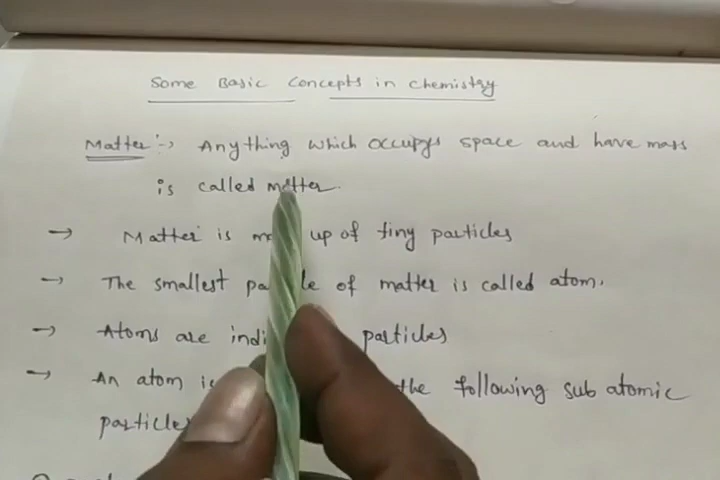 Some Basic Concepts in Chemistry
Matter :-> Anything which occupys space and have mass
is called matter.
→ Matter is up of tiny particles
→ The smallest of matter is called atom.
→ Atoms are particles
→ An atom is the following sub atomic
particles